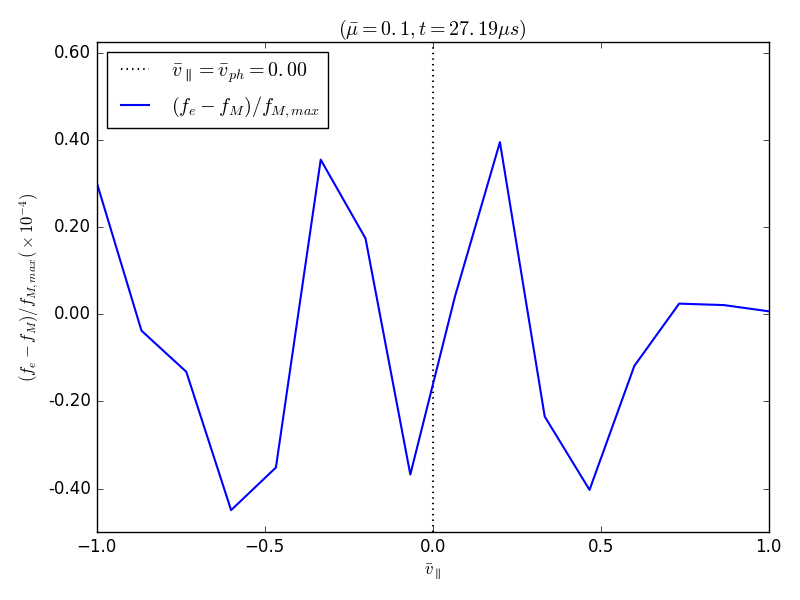 (μ̄ = 0.1, t = 27.19μs)
v̄∥ = v̄ph = 0.00
(fe − fM)/fM,max
(fe − fM)/fM,max(×10⁻⁴)
0.60
0.40
0.20
0.00
-0.20
-0.40
−1.0 −0.5 0.0 0.5 1.0
v̄∥